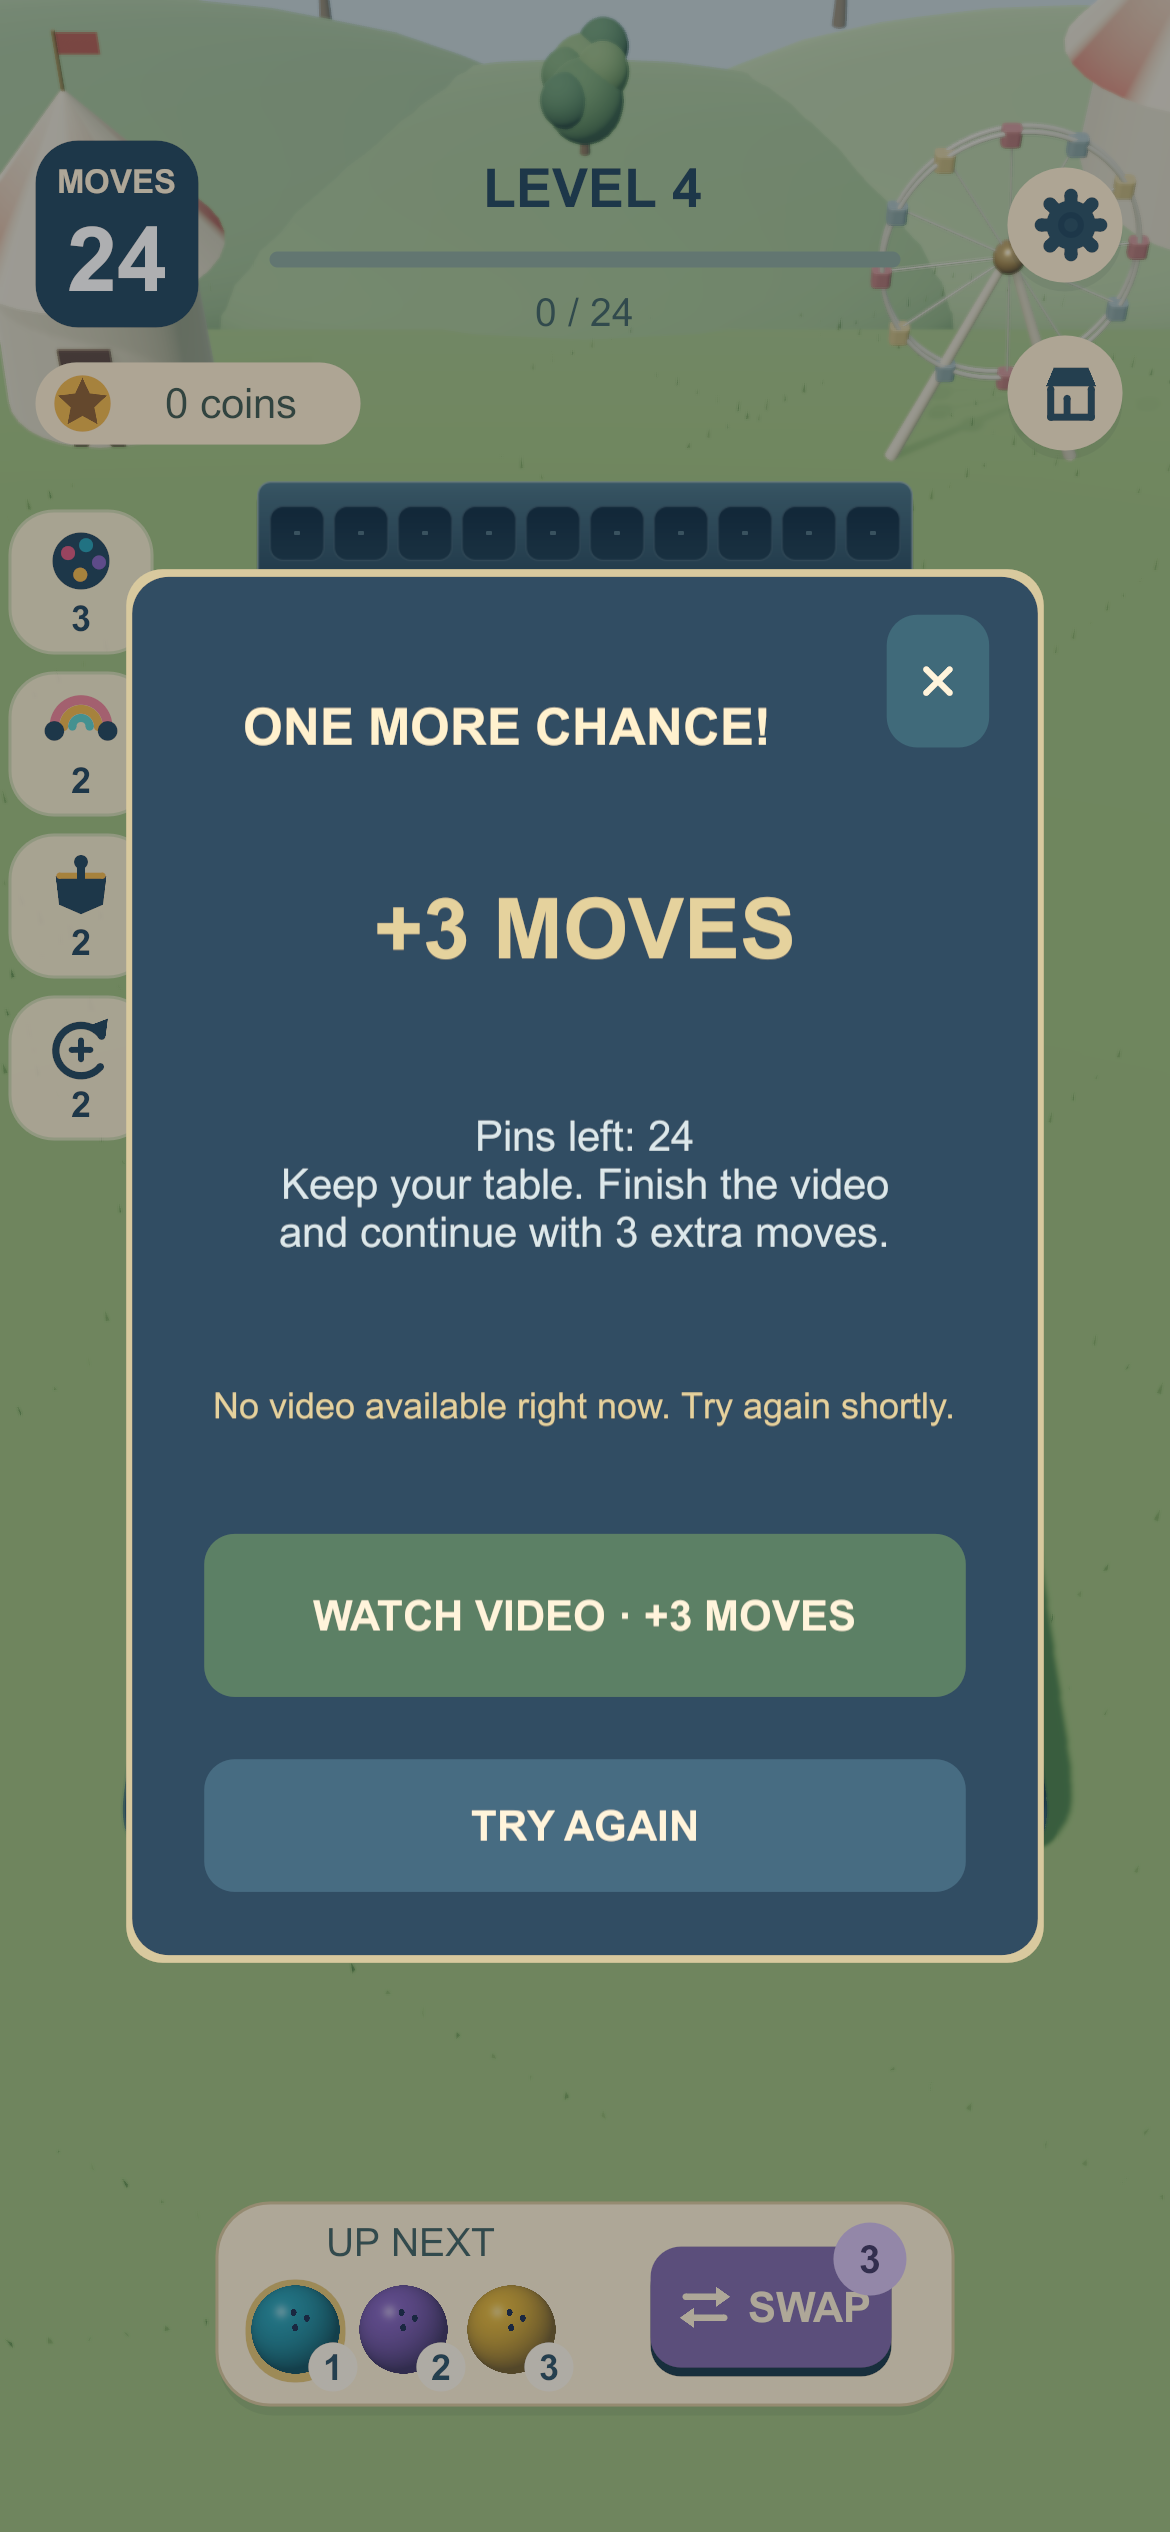 MOVES
24
LEVEL 4
0 / 24
0 coins
3
2
2
2
ONE MORE CHANCE!
+3 MOVES
Pins left: 24
Keep your table. Finish the video
and continue with 3 extra moves.
No video available right now. Try again shortly.
WATCH VIDEO · +3 MOVES
TRY AGAIN
UP NEXT
1
2
3
SWAP
3